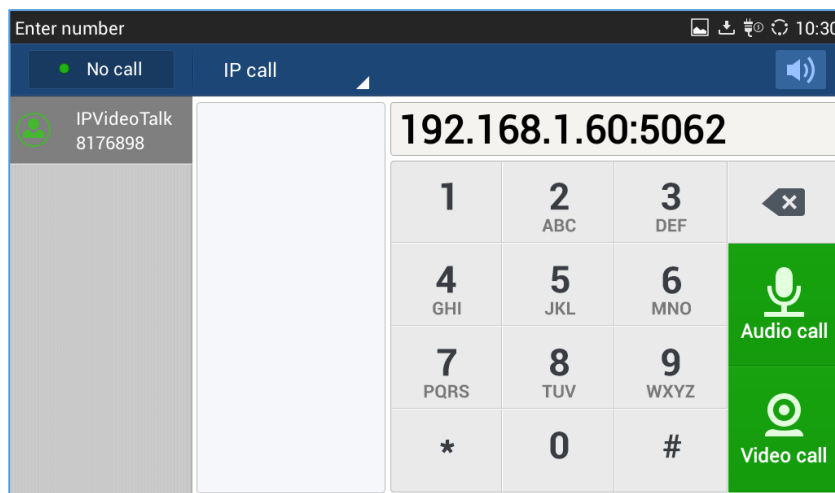 Enter number
10:30
No call
IP call
IPVideoTalk
8176898
192.168.1.60:5062
1
2
3
ABC
DEF
4
5
6
GHI
JKL
MNO
Audio call
7
8
9
PQRS
TUV
WXYZ
*
0
#
Video call